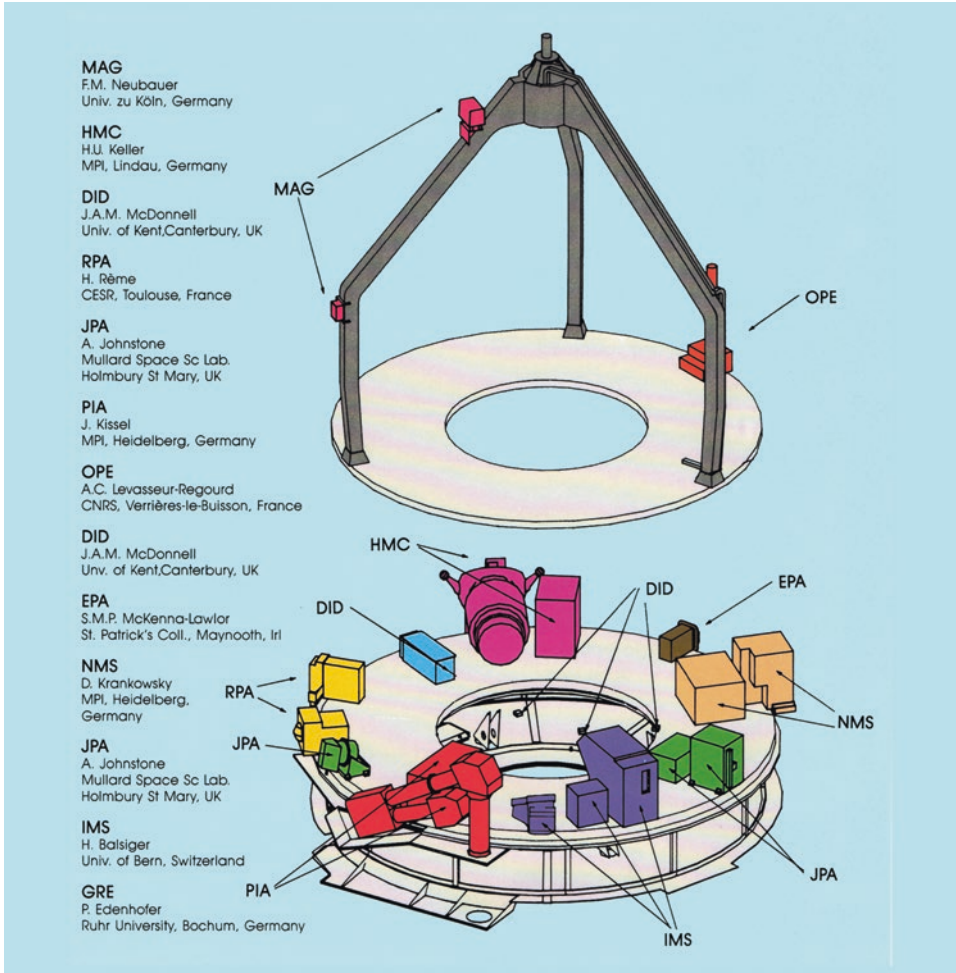 MAG
F.M. Neubauer
Univ. zu Köln, Germany
HMC
H.U. Keller
MPI, Lindau, Germany
DID
J.A.M. McDonnell
Univ. of Kent,Canterbury, UK
RPA
H. Rème
CESR, Toulouse, France
JPA
A. Johnstone
Mullard Space Sc Lab.
Holmbury St Mary, UK
PIA
J. Kissel
MPI, Heidelberg, Germany
OPE
A.C. Levasseur-Regourd
CNRS, Verrières-le-Buisson, France
DID
J.A.M. McDonnell
Unv. of Kent,Canterbury, UK
EPA
S.M.P. McKenna-Lawlor
St. Patrick's Coll., Maynooth, Irl
NMS
D. Krankowsky
MPI, Heidelberg,
Germany
JPA
A. Johnstone
Mullard Space Sc Lab.
Holmbury St Mary, UK
IMS
H. Balsiger
Univ. of Bern, Switzerland
GRE
P. Edenhofer
Ruhr University, Bochum, Germany
MAG
OPE
HMC
DID
DID
EPA
RPA
NMS
JPA
JPA
PIA
IMS